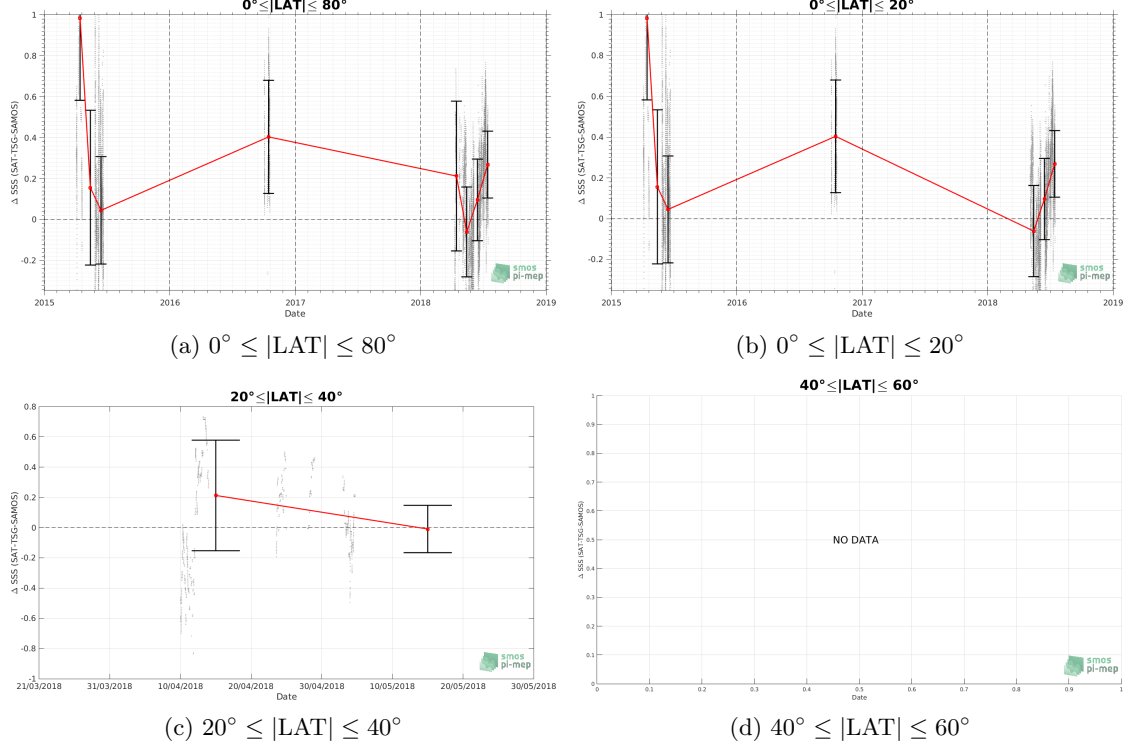 0°≤|LAT|≤ 80°
1
0.8
0.6
0.4
0.2
0
-0.2
Δ SSS (SAT-TSG-SAMOS)
2015
2016
2017
2018
2019
Date
smos
pi-mep
(a) 0° ≤ |LAT| ≤ 80°
0°≤|LAT|≤ 20°
1
0.8
0.6
0.4
0.2
0
-0.2
Δ SSS (SAT-TSG-SAMOS)
2015
2016
2017
2018
2019
Date
smos
pi-mep
(b) 0° ≤ |LAT| ≤ 20°
20°≤|LAT|≤ 40°
0.8
0.6
0.4
0.2
0
-0.2
-0.4
-0.6
-0.8
-1
Δ SSS (SAT-TSG-SAMOS)
21/03/2018
31/03/2018
10/04/2018
20/04/2018
30/04/2018
10/05/2018
20/05/2018
30/05/2018
Date
smos
pi-mep
(c) 20° ≤ |LAT| ≤ 40°
40°≤|LAT|≤ 60°
1
0.9
0.8
0.7
0.6
0.5
0.4
0.3
0.2
0.1
0
Δ SSS (SAT-TSG-SAMOS)
NO DATA
0
0.1
0.2
0.3
0.4
0.5
0.6
0.7
0.8
0.9
1
Date
smos
pi-mep
(d) 40° ≤ |LAT| ≤ 60°